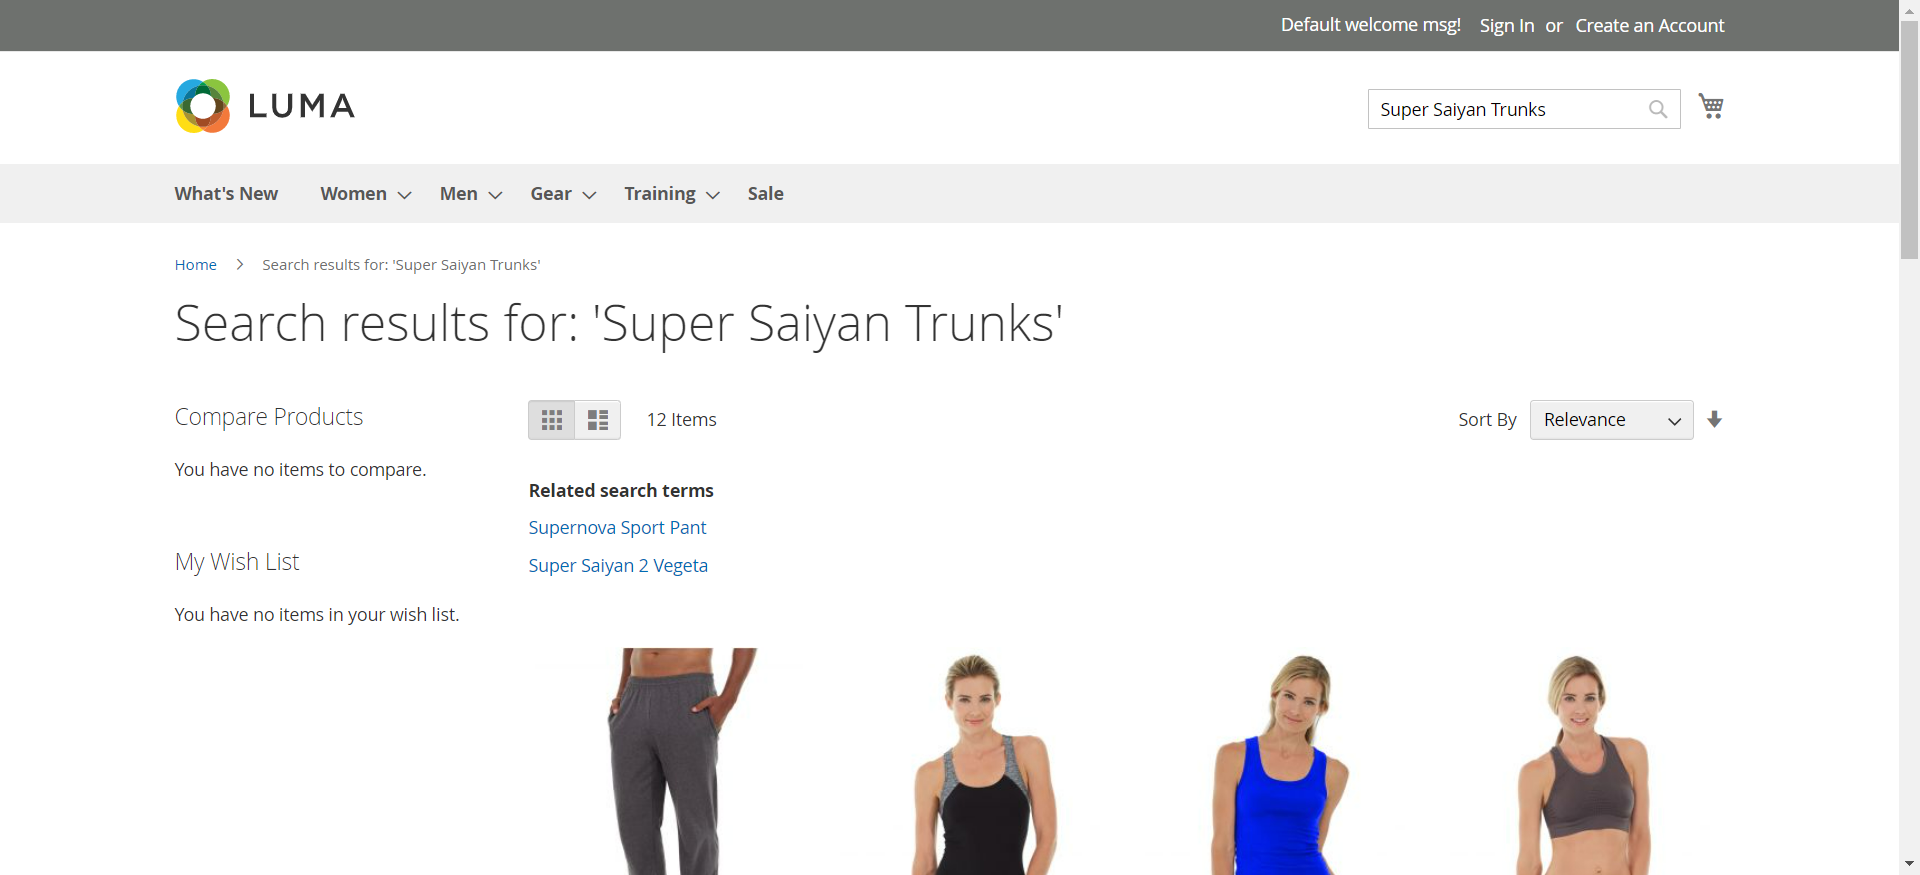 Default welcome msg! Sign In or Create an Account
LUMA
Super Saiyan Trunks
What's New Women Men Gear Training Sale
Home Search results for: 'Super Saiyan Trunks'
Search results for: 'Super Saiyan Trunks'
Compare Products
You have no items to compare.
My Wish List
You have no items in your wish list.
12 Items
Sort By Relevance
Related search terms
Supernova Sport Pant
Super Saiyan 2 Vegeta